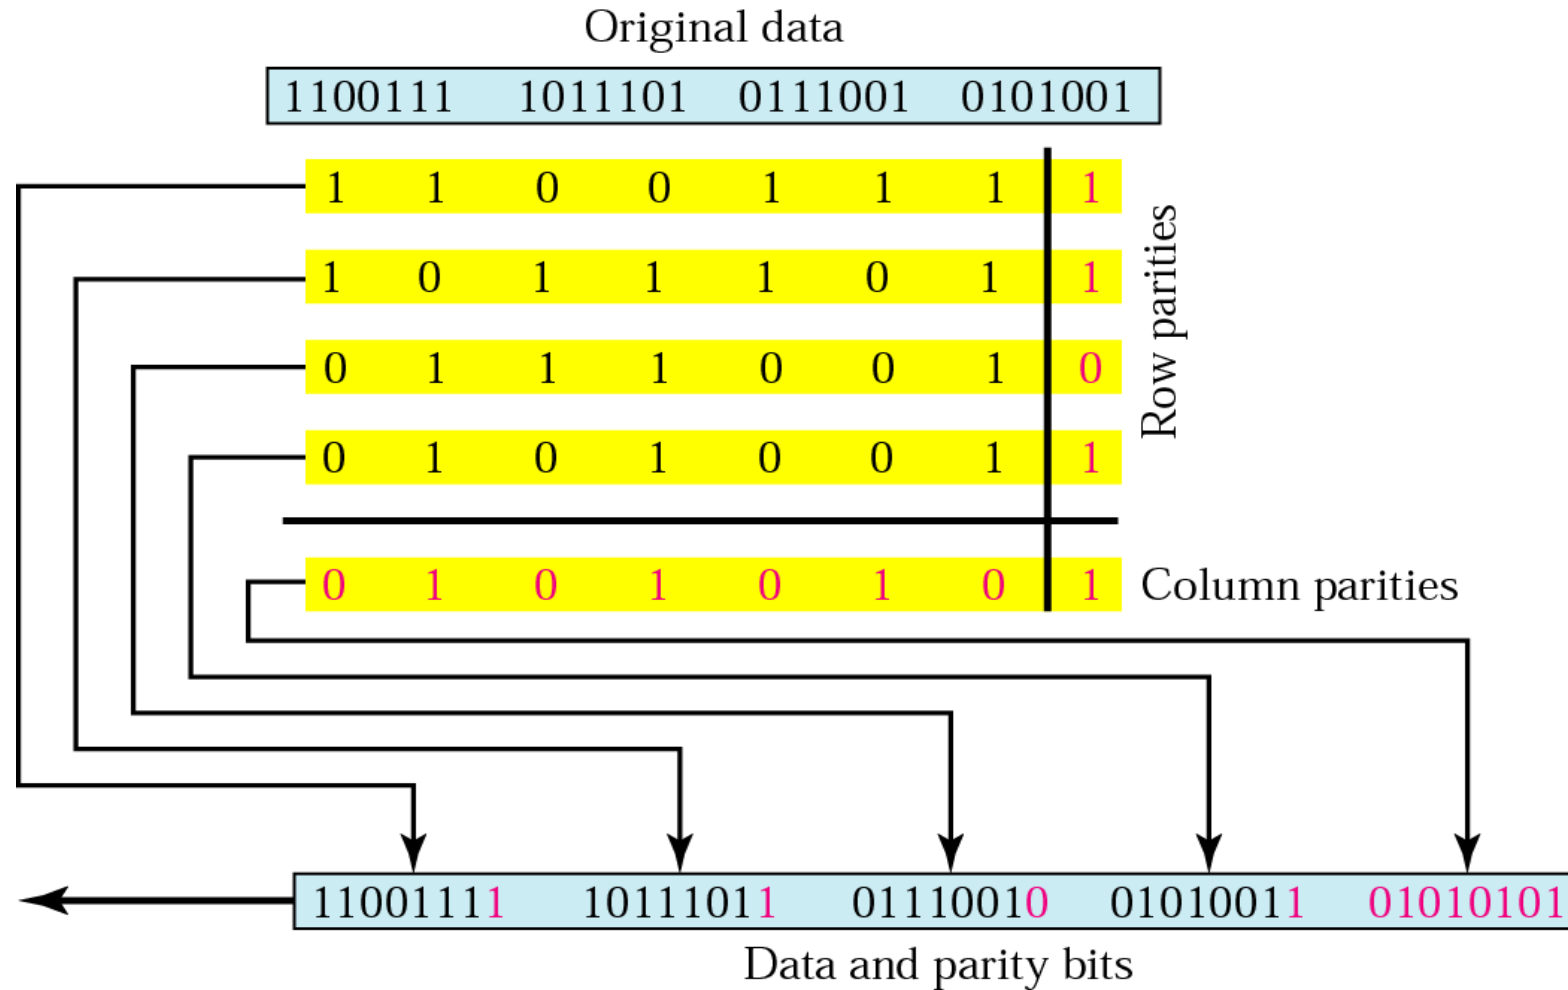 Original data
1100111 1011101 0111001 0101001
1 1 0 0 1 1 1 1
1 0 1 1 1 0 1 1
0 1 1 1 0 0 1 0
0 1 0 1 0 0 1 1
Row parities
0 1 0 1 0 1 0 1 Column parities
11001111 10111011 01110010 01010011 01010101
Data and parity bits